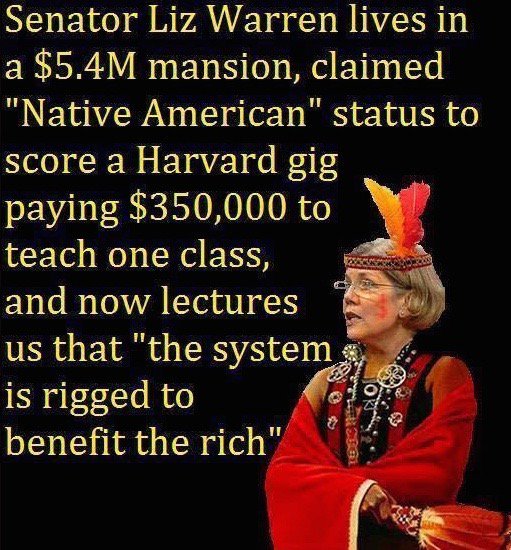 Senator Liz Warren lives in
a $5.4M mansion, claimed
"Native American" status to
score a Harvard gig
paying $350,000 to
teach one class,
and now lectures
us that "the system
is rigged to
benefit the rich"